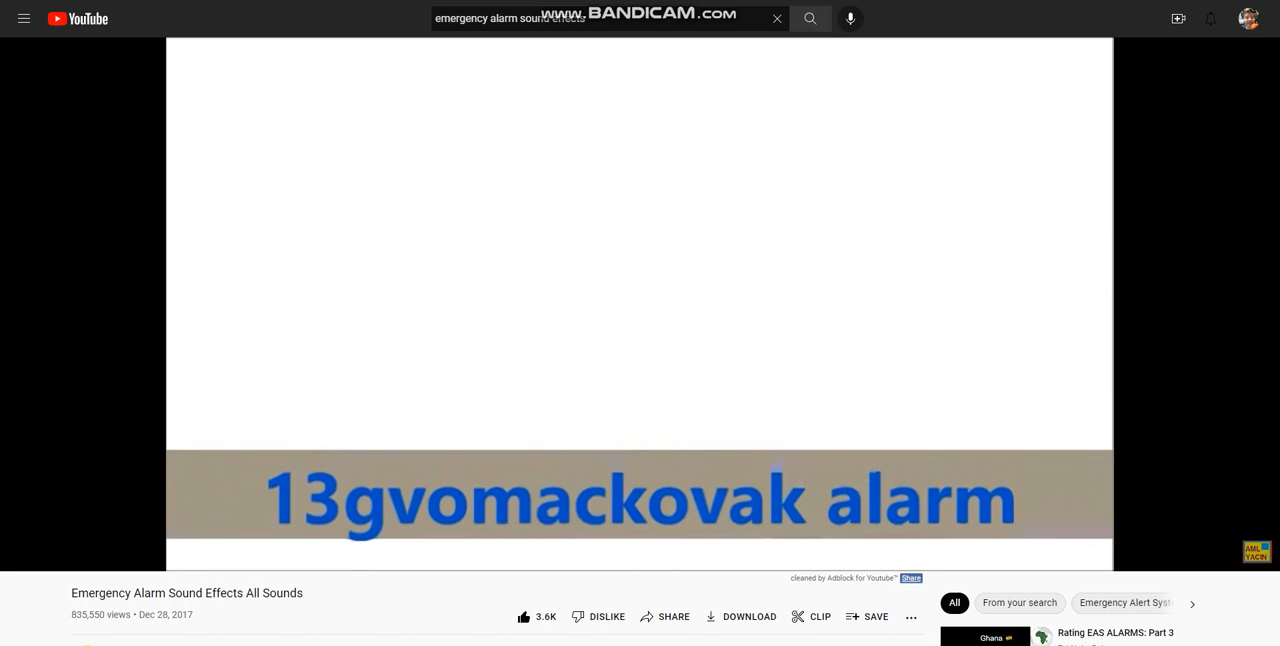 YouTube
emergency alarm sound effects
www.BANDICAM.COM
13gvomackovak alarm
AML
YACIN
cleaned by Adblock for Youtube™ Share
Emergency Alarm Sound Effects All Sounds
835,550 views • Dec 28, 2017
3.6K DISLIKE SHARE DOWNLOAD CLIP SAVE ...
All From your search Emergency Alert Syst
Ghana
Rating EAS ALARMS: Part 3